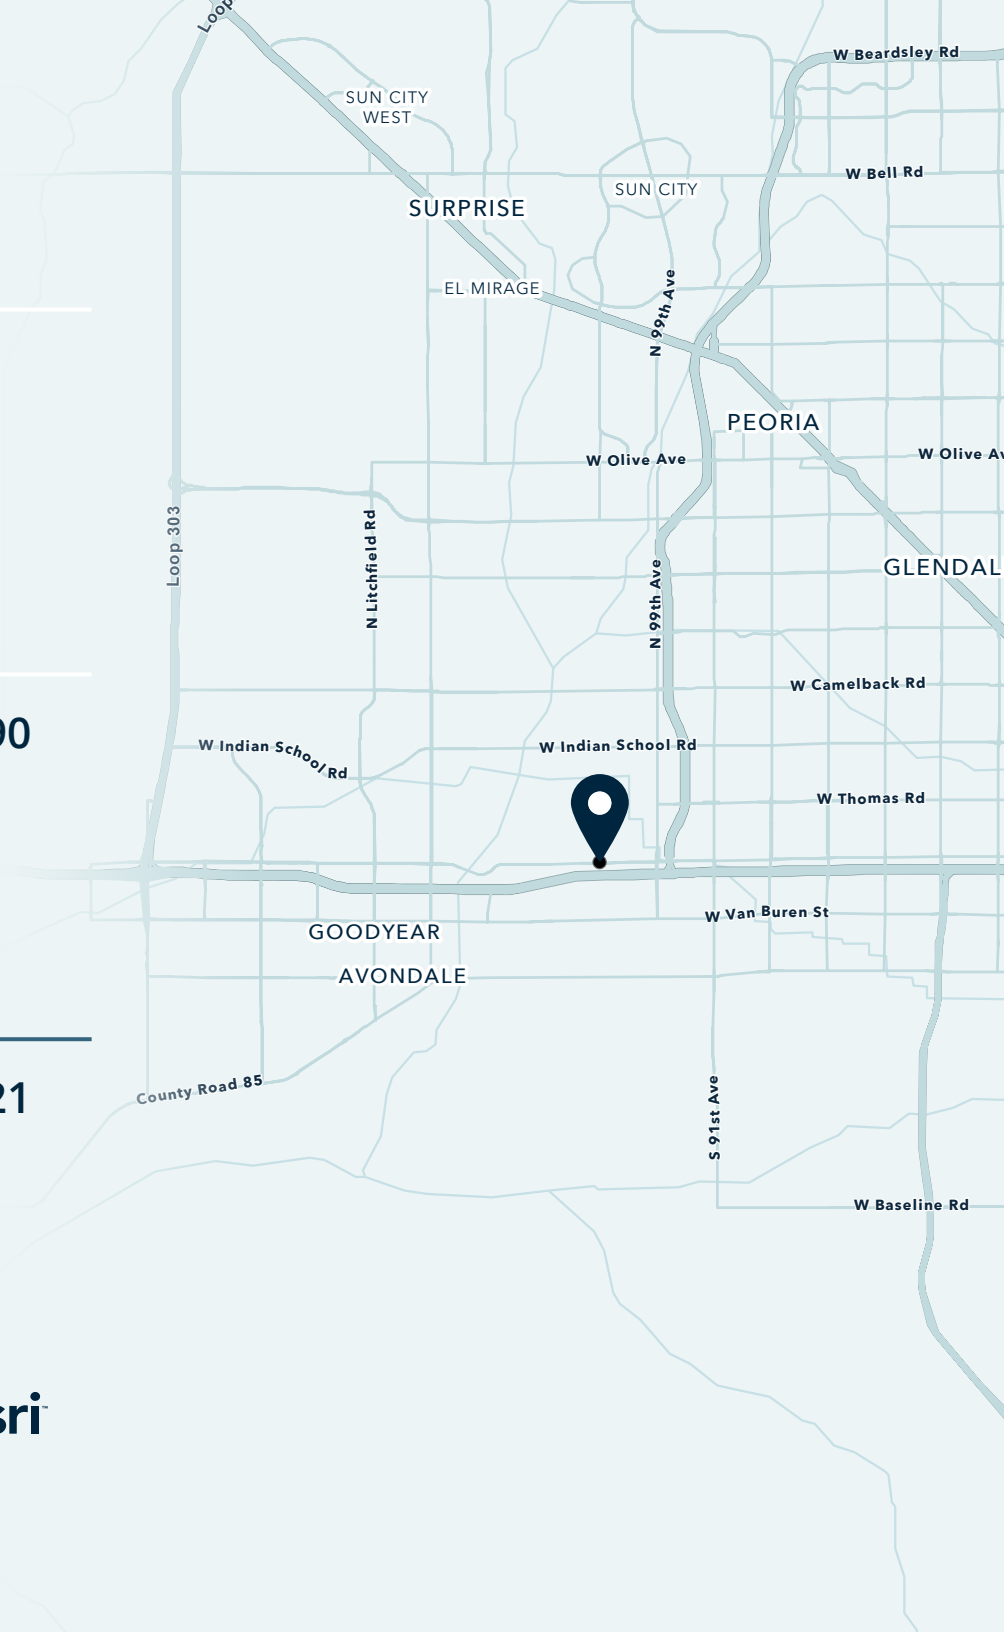 Loop
W Beardsley Rd
SUN CITY
WEST
W Bell Rd
SUN CITY
SURPRISE
N 99th Ave
EL MIRAGE
PEORIA
W Olive Ave
W Olive Av
Loop 303
N Litchfield Rd
GLENDAL
N 99th Ave
W Camelback Rd
90
W Indian School Rd
W Indian School Rd
W Thomas Rd
W Van Buren St
GOODYEAR
AVONDALE
County Road 85
21
S 91st Ave
W Baseline Rd
sri™